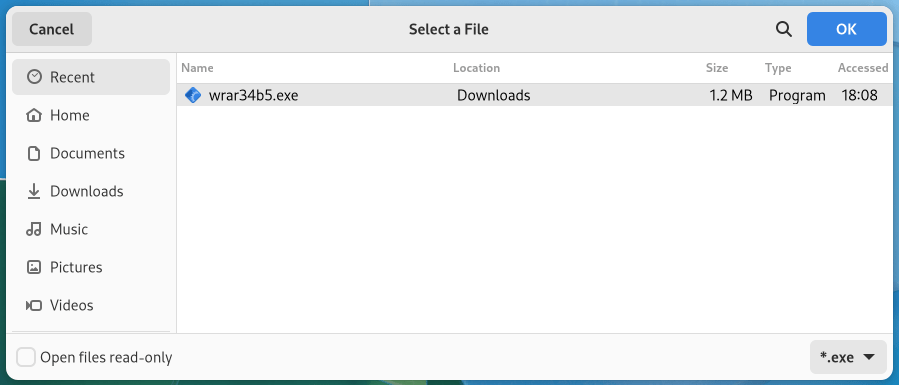 Cancel Select a File OK
Name Location Size Type Accessed
Recent
wrar34b5.exe Downloads 1.2 MB Program 18:08
Home
Documents
Downloads
Music
Pictures
Videos
Open files read-only *.exe